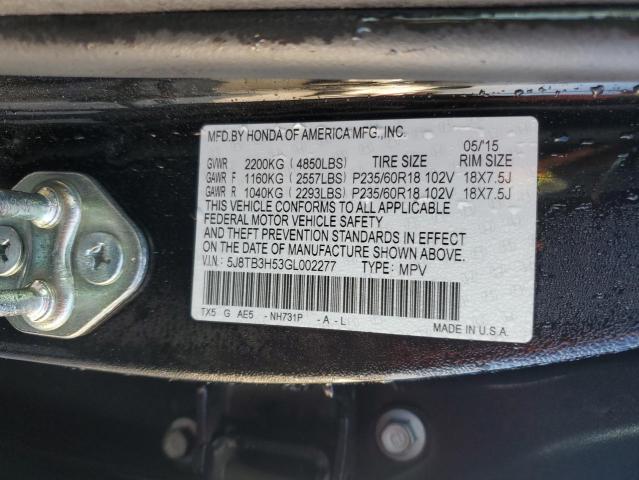 MFD.BY HONDA OF AMERICA MFG.,INC. 05/15
GVWR 2200KG (4850LBS) TIRE SIZE RIM SIZE
GAWR F 1160KG (2557LBS) P235/60R18 102V 18X7.5J
GAWR R 1040KG (2293LBS) P235/60R18 102V 18X7.5J
THIS VEHICLE CONFORMS TO ALL APPLICABLE
FEDERAL MOTOR VEHICLE SAFETY
AND THEFT PREVENTION STANDARDS IN EFFECT
ON THE DATE OF MANUFACTURE SHOWN ABOVE.
V.I.N.: 5J8TB3H53GL002277 TYPE: MPV
TX5 G AE5 - NH731P - A - L
MADE IN U.S.A.